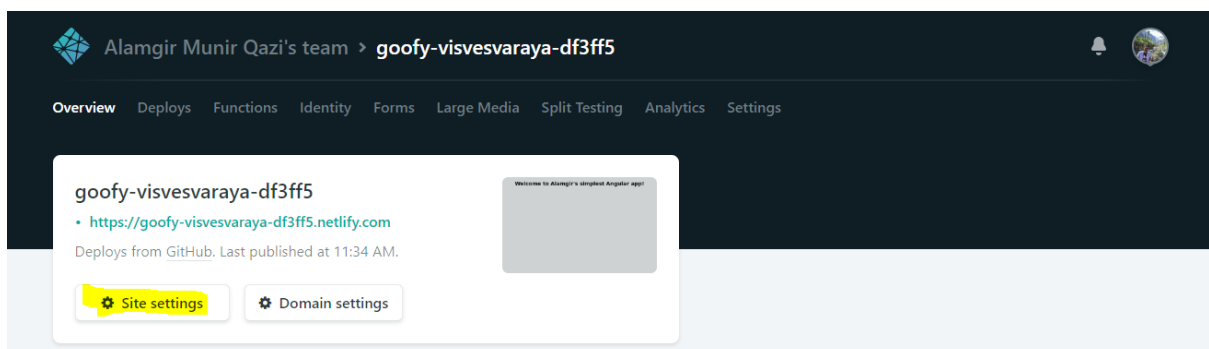 Alamgir Munir Qazi's team > goofy-visvesvaraya-df3ff5
Overview Deploys Functions Identity Forms Large Media Split Testing Analytics Settings
goofy-visvesvaraya-df3ff5
Welcome to Alamgir's simplest Angular app!
• https://goofy-visvesvaraya-df3ff5.netlify.com
Deploys from GitHub. Last published at 11:34 AM.
Site settings Domain settings